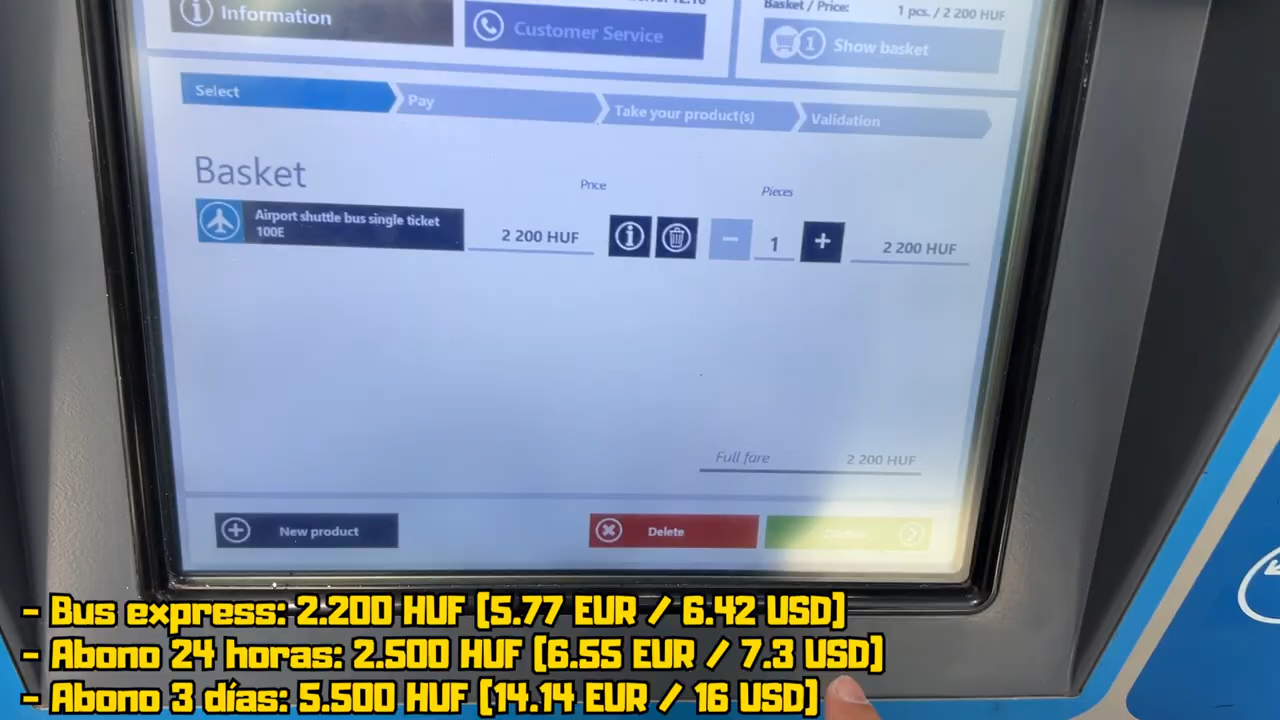 Information
Customer Service
Basket / Price:
1 pcs. / 2 200 HUF
1
Show basket
Select
Pay
Take your product(s)
Validation
Basket
Price
Pieces
Airport shuttle bus single ticket
100E
2 200 HUF
1
2 200 HUF
Full fare
2 200 HUF
New product
Delete
- Bus express: 2.200 HUF [5.77 EUR / 6.42 USD]
- Abono 24 horas: 2.500 HUF [6.55 EUR / 7.3 USD]
- Abono 3 días: 5.500 HUF [14.14 EUR / 16 USD]